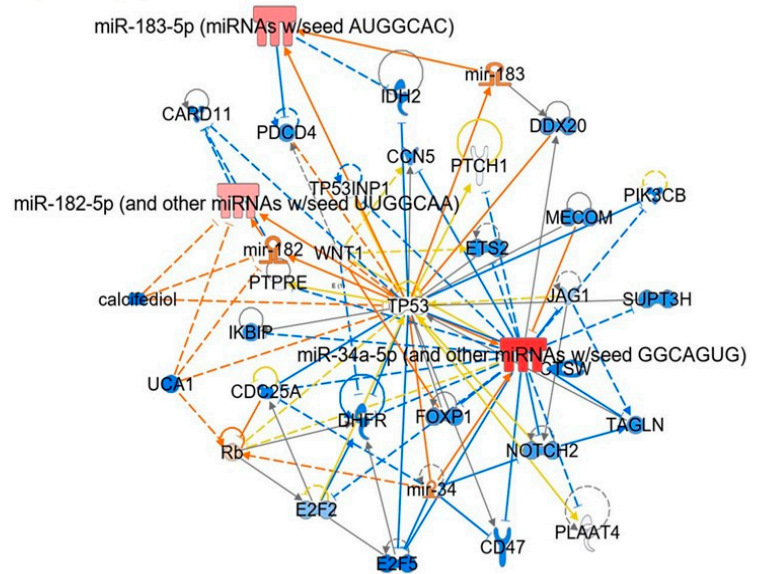 miR-183-5p (miRNAs w/seed AUGGCAC)
mir-183
IDH2
CARD11
PDCD4
DDX20
CCN5
PTCH1
TP53INP1
PIK3CB
miR-182-5p (and other miRNAs w/seed UUGGCAA)
MECOM
mir-182
WNT1
ETS2
PTPRE
calcifediol
TP53
JAG1
SUPT3H
IKBIP
miR-34a-5p (and other miRNAs w/seed GGCAGUG)
CTSW
UCA1
CDC25A
DHFR
FOXP1
TAGLN
Rb
NOTCH2
mir-34
E2F2
PLAAT4
CD47
E2F5